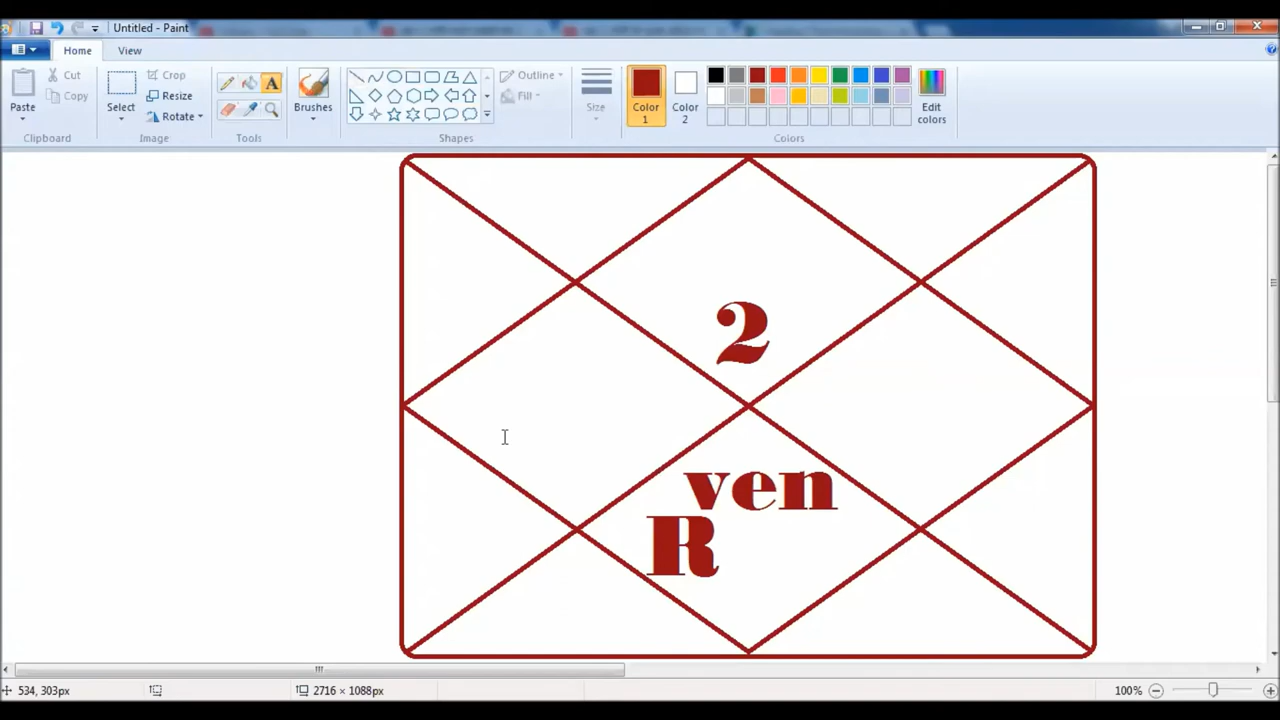 Untitled - Paint
Home
View
Paste
Cut
Copy
Clipboard
Select
Crop
Resize
Rotate
Image
Tools
Brushes
Shapes
Outline
Fill
Size
Color 1
Color 2
Edit colors
Colors
2
ven
R
534, 303px
2716 × 1088px
100%